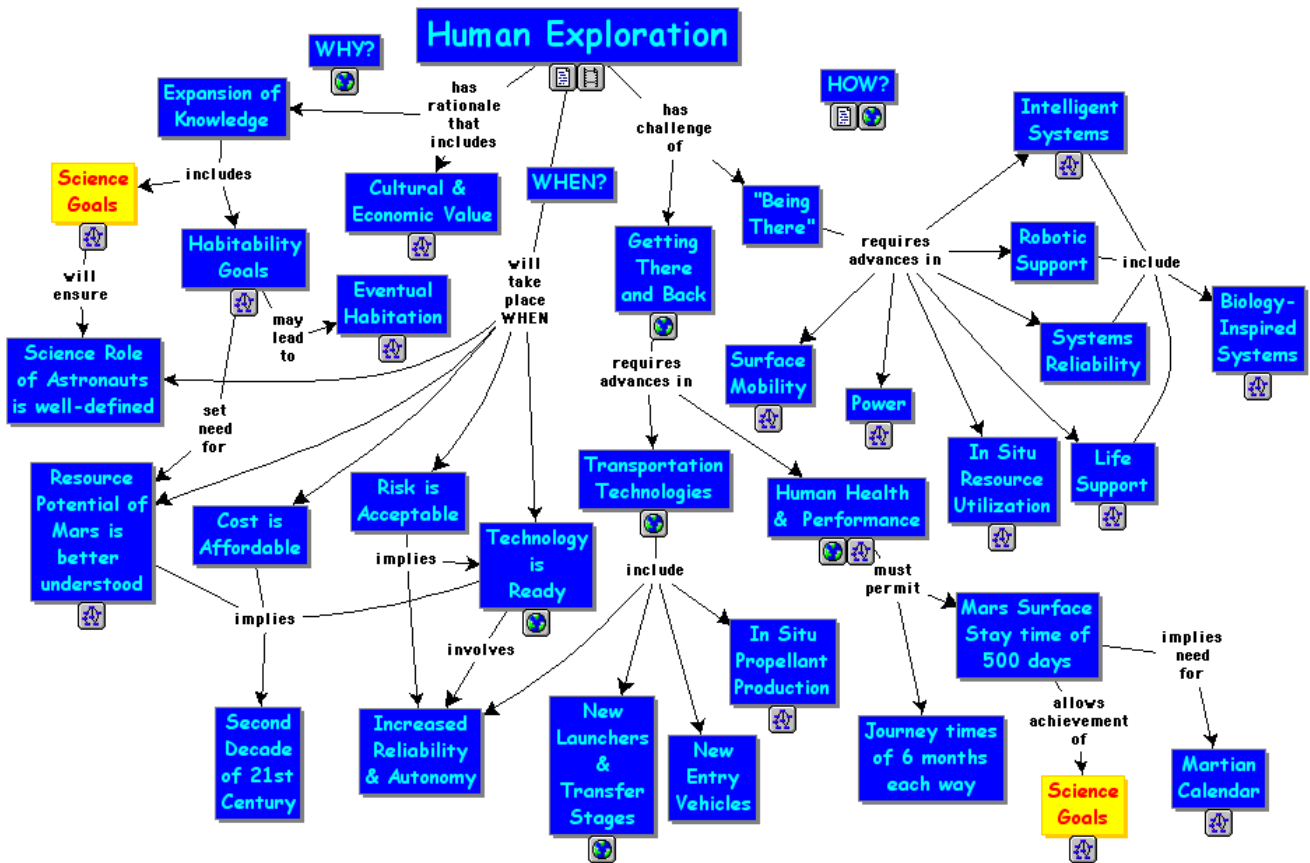 Human Exploration
WHY?
HOW?
has
rationale
that
includes
Expansion of
Knowledge
has
challenge
of
Intelligent
Systems
includes
Science
Goals
Cultural &
Economic Value
WHEN?
"Being
There"
Habitability
Goals
Getting
There
and Back
requires
advances in
Robotic
Support
include
will
ensure
will
take
place
WHEN
may
lead
to
Eventual
Habitation
Biology-
Inspired
Systems
Science Role
of Astronauts
is well-defined
Systems
Reliability
requires
advances in
Surface
Mobility
Power
set
need
for
Resource
Potential of
Mars is
better
understood
Cost is
Affordable
Risk is
Acceptable
Transportation
Technologies
Human Health
& Performance
In Situ
Resource
Utilization
Life
Support
implies
Technology
is
Ready
include
must
permit
Mars Surface
Stay time of
500 days
implies
need
for
implies
involves
In Situ
Propellant
Production
allows
achievement
of
Second
Decade
of 21st
Century
Increased
Reliability
& Autonomy
New
Launchers
&
Transfer
Stages
New
Entry
Vehicles
Journey times
of 6 months
each way
Science
Goals
Martian
Calendar